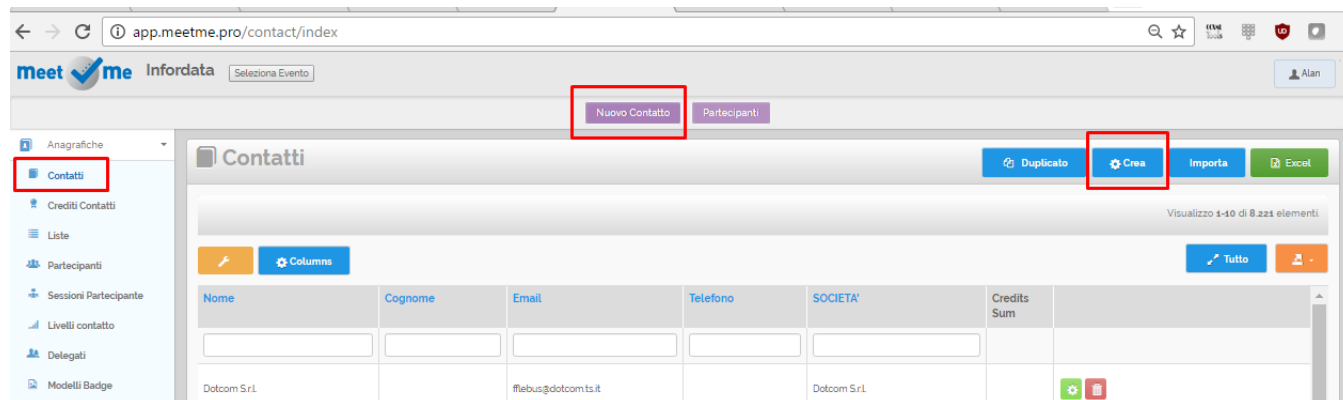 app.meetme.pro/contact/index
meet me Infordata Seleziona Evento
Alan
Nuovo Contatto Partecipanti
Anagrafiche
Contatti
Crediti Contatti
Liste
Partecipanti
Sessioni Partecipante
Livelli contatto
Delegati
Modelli Badge
Contatti
Duplicato Crea Importa Excel
Visualizzo 1-10 di 8.221 elementi.
Columns
Tutto
Nome Cognome Email Telefono SOCIETA' Credits Sum
Dotcom S.r.l. fflebus@dotcom.ts.it Dotcom S.r.l.